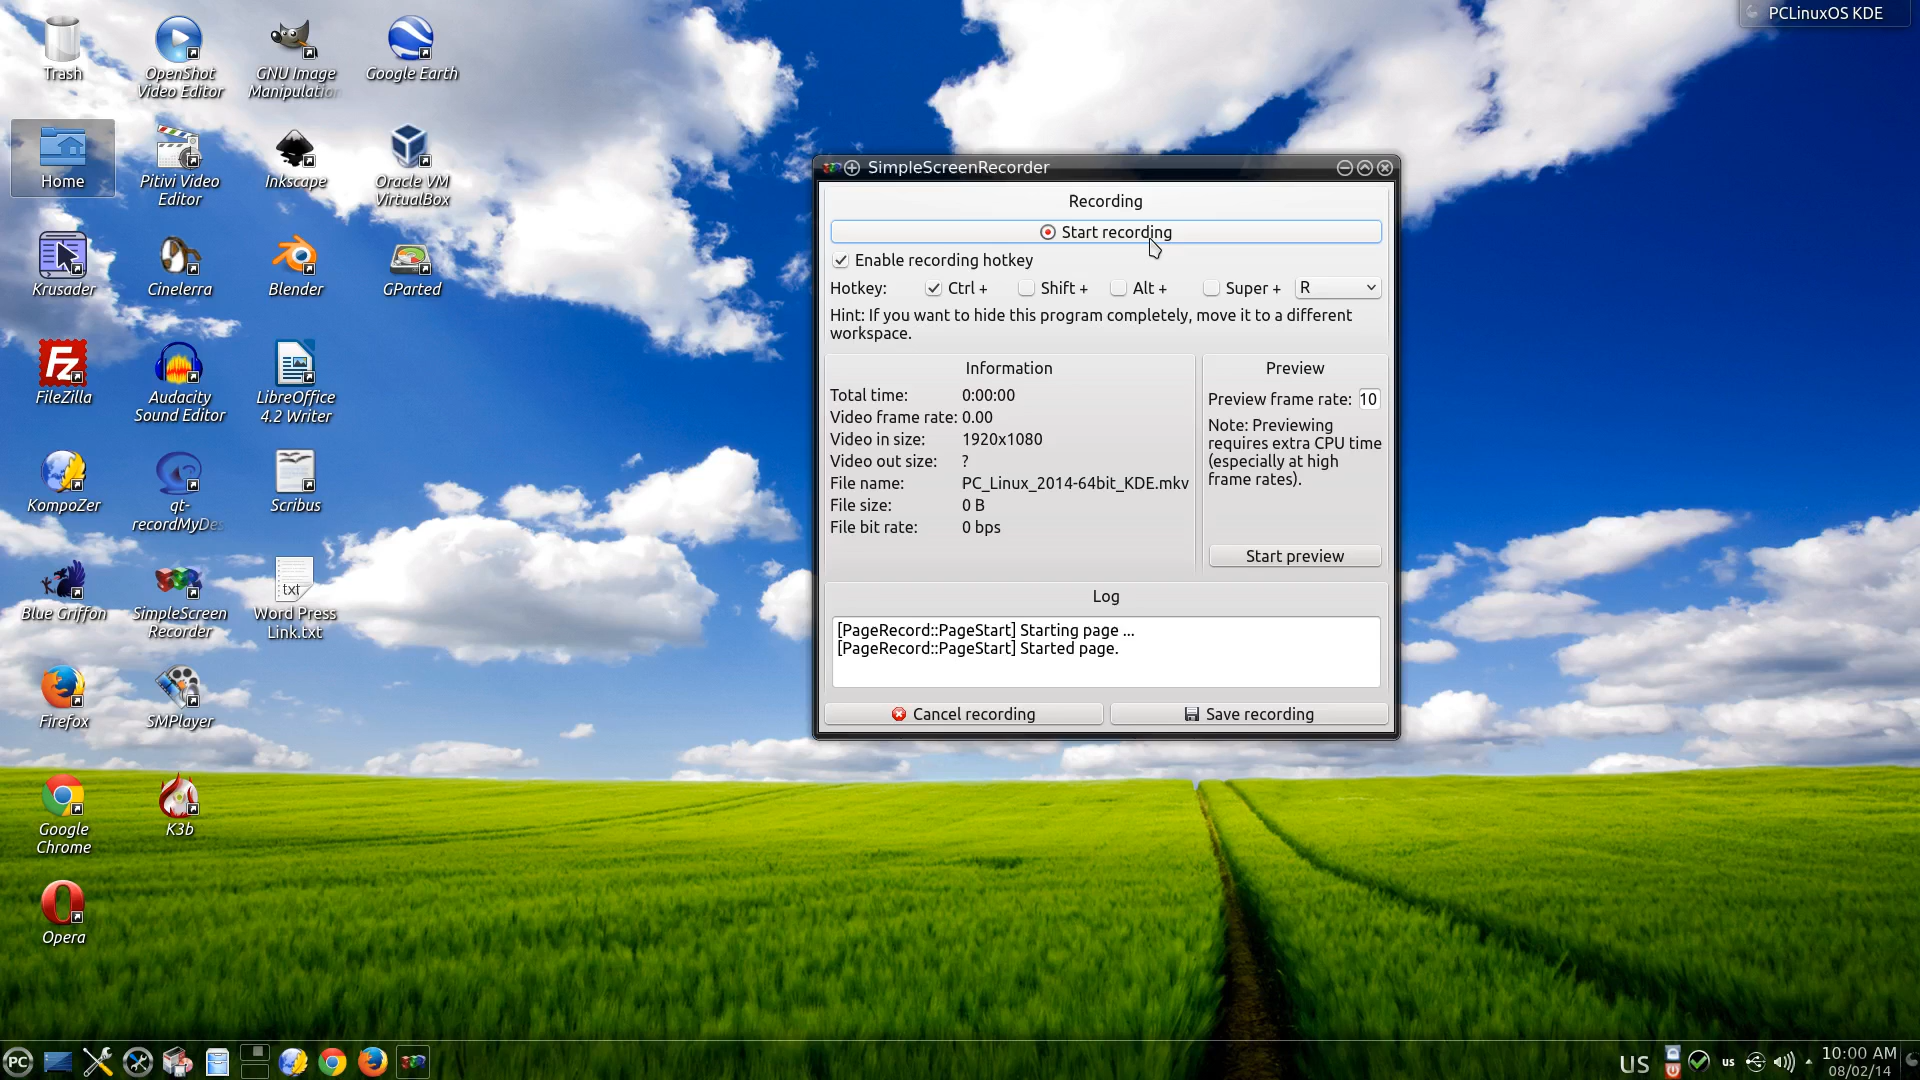 PCLinuxOS KDE
Trash
OpenShot
Video Editor
GNU Image
Manipulatio
Google Earth
Home
Pitivi Video
Editor
Inkscape
Oracle VM
VirtualBox
Krusader
Cinelerra
Blender
GParted
FileZilla
Audacity
Sound Editor
LibreOffice
4.2 Writer
KompoZer
qt-
recordMyDes
Scribus
Blue Griffon
SimpleScreen
Recorder
txt
Word Press
Link.txt
Firefox
SMPlayer
Google
Chrome
K3b
Opera
SimpleScreenRecorder
Recording
Start recording
Enable recording hotkey
Hotkey: Ctrl + Shift + Alt + Super + R
Hint: If you want to hide this program completely, move it to a different
workspace.
Information
Total time: 0:00:00
Video frame rate: 0.00
Video in size: 1920x1080
Video out size: ?
File name: PC_Linux_2014-64bit_KDE.mkv
File size: 0 B
File bit rate: 0 bps
Preview
Preview frame rate: 10
Note: Previewing
requires extra CPU time
(especially at high
frame rates).
Start preview
Log
[PageRecord::PageStart] Starting page ...
[PageRecord::PageStart] Started page.
Cancel recording
Save recording
PC
US
us
10:00 AM
08/02/14